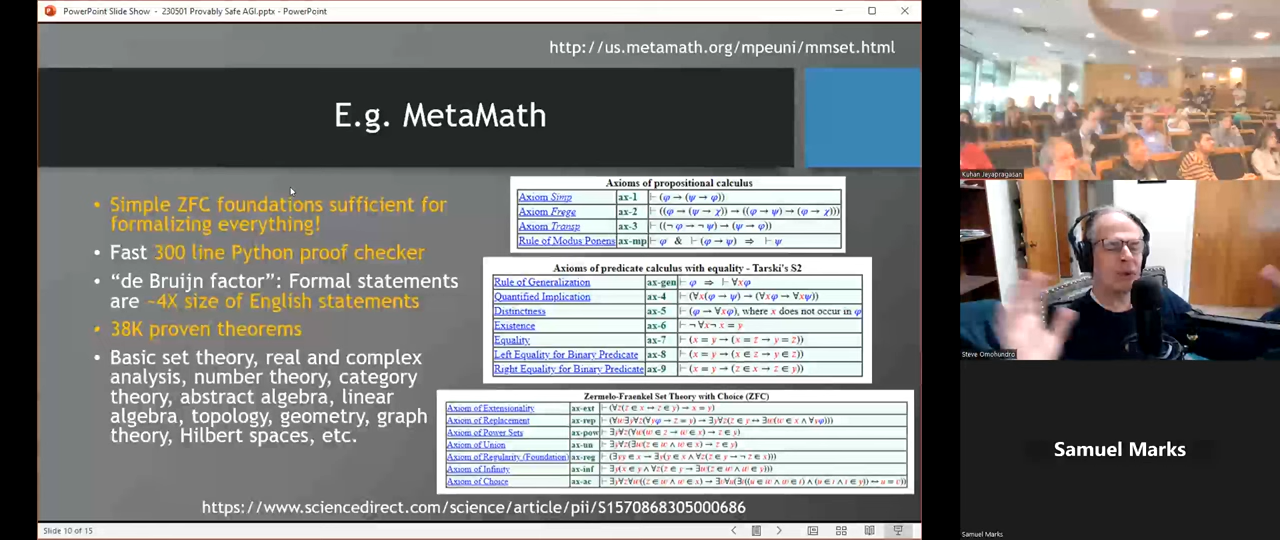 PowerPoint Slide Show - 230501 Provably Safe AGI.pptx - PowerPoint
http://us.metamath.org/mpeuni/mmset.html
E.g. MetaMath
• Simple ZFC foundations sufficient for
formalizing everything!
• Fast 300 line Python proof checker
• “de Bruijn factor”: Formal statements
are ~4X size of English statements
• 38K proven theorems
• Basic set theory, real and complex
analysis, number theory, category
theory, abstract algebra, linear
algebra, topology, geometry, graph
theory, Hilbert spaces, etc.
Axioms of propositional calculus
Axiom Simp ax-1 ⊢ (φ → (ψ → φ))
Axiom Frege ax-2 ⊢ ((φ → (ψ → χ)) → ((φ → ψ) → (φ → χ)))
Axiom Transp ax-3 ⊢ ((¬ φ → ¬ ψ) → (ψ → φ))
Rule of Modus Ponens ax-mp ⊢ φ & ⊢ (φ → ψ) ⇒ ⊢ ψ
Axioms of predicate calculus with equality - Tarski's S2
Rule of Generalization ax-gen ⊢ φ ⇒ ⊢ ∀xφ
Quantified Implication ax-4 ⊢ (∀x(φ → ψ) → (∀xφ → ∀xψ))
Distinctness ax-5 ⊢ (φ → ∀xφ), where x does not occur in φ
Existence ax-6 ⊢ ¬ ∀x¬ x = y
Equality ax-7 ⊢ (x = y → (x = z → y = z))
Left Equality for Binary Predicate ax-8 ⊢ (x = y → (x ∈ z → y ∈ z))
Right Equality for Binary Predicate ax-9 ⊢ (x = y → (z ∈ x → z ∈ y))
Zermelo-Fraenkel Set Theory with Choice (ZFC)
Axiom of Extensionality ax-ext
Axiom of Replacement ax-rep
Axiom of Power Sets ax-pow
Axiom of Union ax-un
Axiom of Regularity (Foundation) ax-reg
Axiom of Infinity ax-inf
Axiom of Choice ax-ac
https://www.sciencedirect.com/science/article/pii/S1570868305000686
Slide 10 of 15
Kuhan Jeyapragasan
Steve Omohundro
Samuel Marks
Samuel Marks